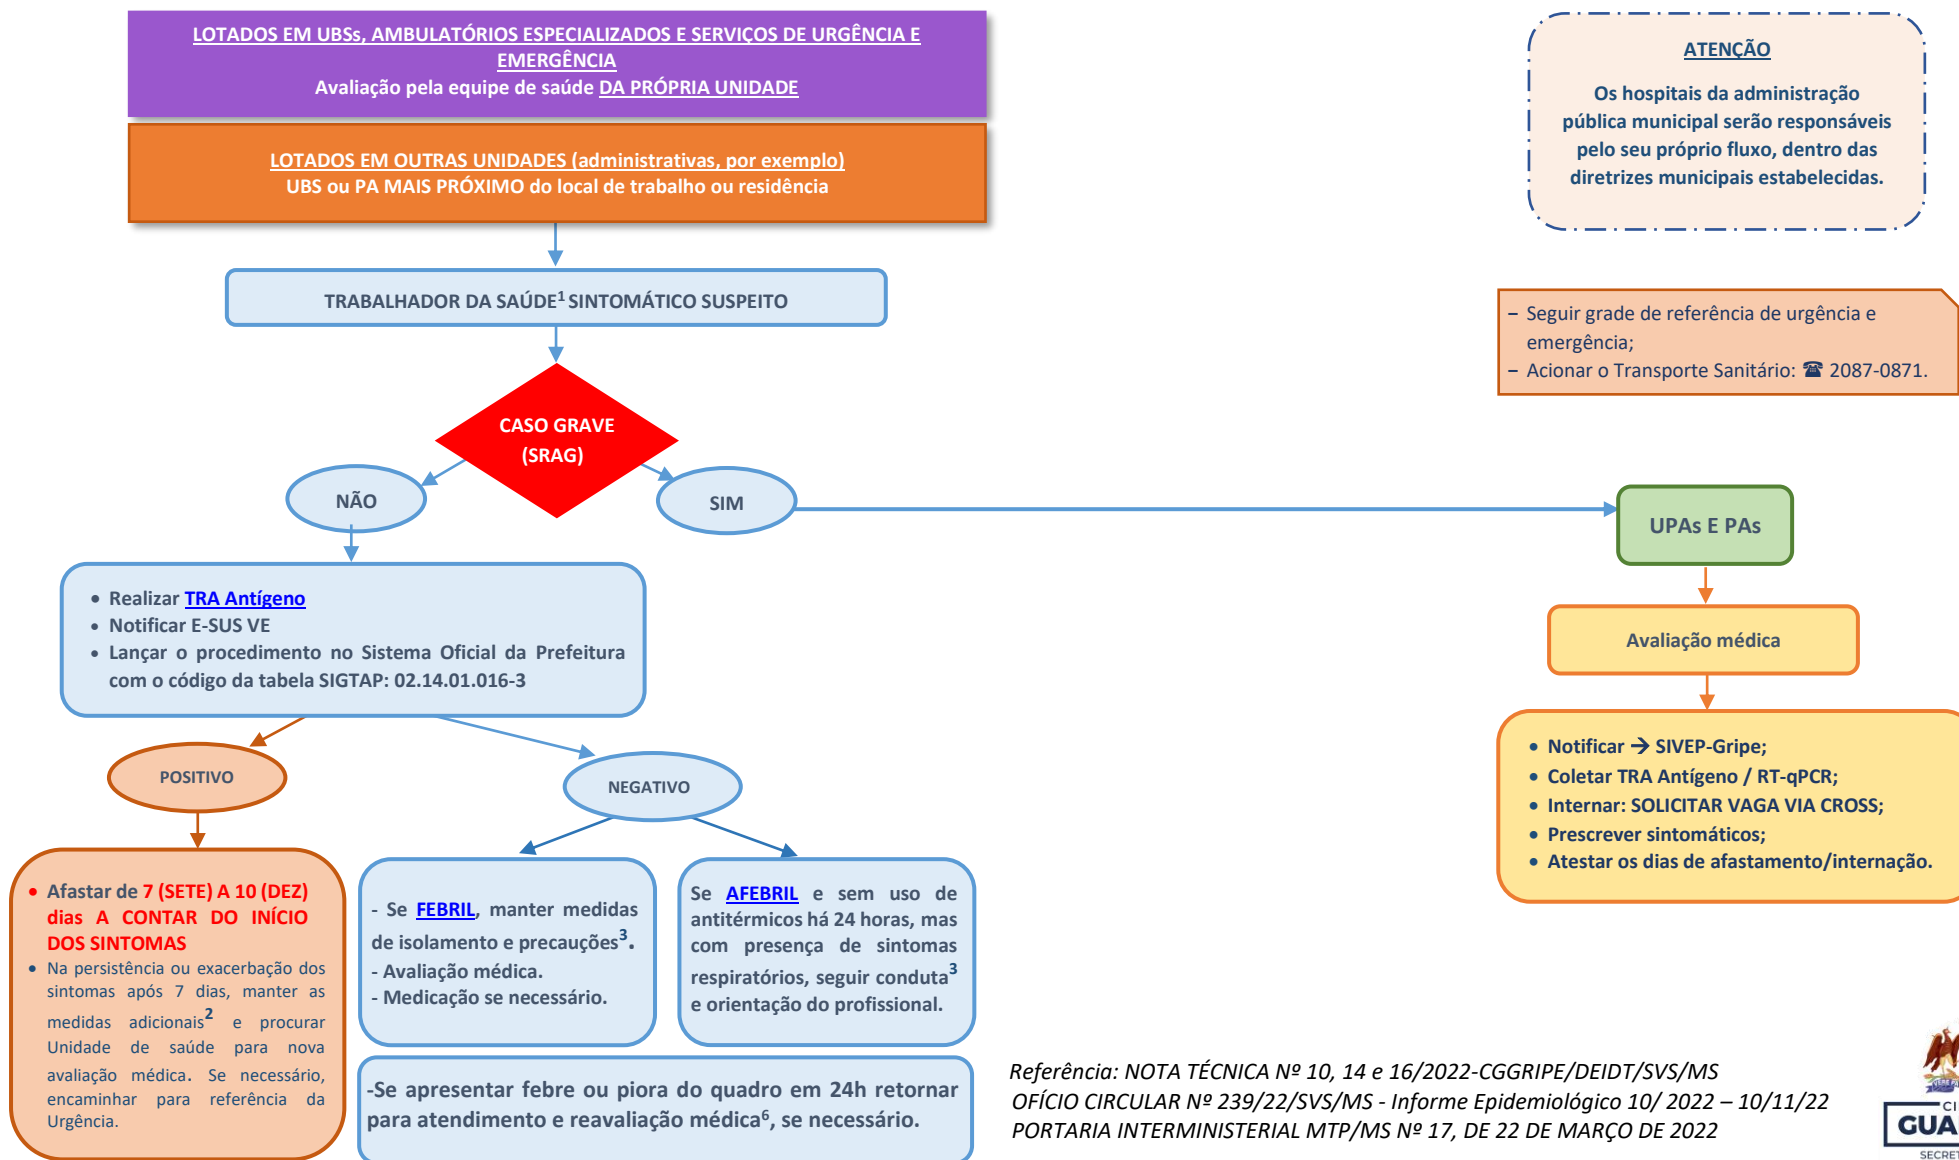 LOTADOS EM UBSs, AMBULATÓRIOS ESPECIALIZADOS E SERVIÇOS DE URGÊNCIA E
EMERGÊNCIA
Avaliação pela equipe de saúde DA PRÓPRIA UNIDADE
LOTADOS EM OUTRAS UNIDADES (administrativas, por exemplo)
UBS ou PA MAIS PRÓXIMO do local de trabalho ou residência
ATENÇÃO
Os hospitais da administração
pública municipal serão responsáveis
pelo seu próprio fluxo, dentro das
diretrizes municipais estabelecidas.
TRABALHADOR DA SAÚDE¹ SINTOMÁTICO SUSPEITO
– Seguir grade de referência de urgência e
emergência;
– Acionar o Transporte Sanitário: ☎ 2087-0871.
CASO GRAVE
(SRAG)
NÃO
SIM
UPAs E PAs
• Realizar TRA Antígeno
• Notificar E-SUS VE
• Lançar o procedimento no Sistema Oficial da Prefeitura
com o código da tabela SIGTAP: 02.14.01.016-3
Avaliação médica
• Notificar → SIVEP-Gripe;
• Coletar TRA Antígeno / RT-qPCR;
• Internar: SOLICITAR VAGA VIA CROSS;
• Prescrever sintomáticos;
• Atestar os dias de afastamento/internação.
POSITIVO
NEGATIVO
• Afastar de 7 (SETE) A 10 (DEZ)
dias A CONTAR DO INÍCIO
DOS SINTOMAS
• Na persistência ou exacerbação dos
sintomas após 7 dias, manter as
medidas adicionais² e procurar
Unidade de saúde para nova
avaliação médica. Se necessário,
encaminhar para referência da
Urgência.
- Se FEBRIL, manter medidas
de isolamento e precauções³.
- Avaliação médica.
- Medicação se necessário.
Se AFEBRIL e sem uso de
antitérmicos há 24 horas, mas
com presença de sintomas
respiratórios, seguir conduta³
e orientação do profissional.
-Se apresentar febre ou piora do quadro em 24h retornar
para atendimento e reavaliação médica⁶, se necessário.
Referência: NOTA TÉCNICA Nº 10, 14 e 16/2022-CGGRIPE/DEIDT/SVS/MS
OFÍCIO CIRCULAR Nº 239/22/SVS/MS - Informe Epidemiológico 10/ 2022 – 10/11/22
PORTARIA INTERMINISTERIAL MTP/MS Nº 17, DE 22 DE MARÇO DE 2022
CI
GUA
SECRE